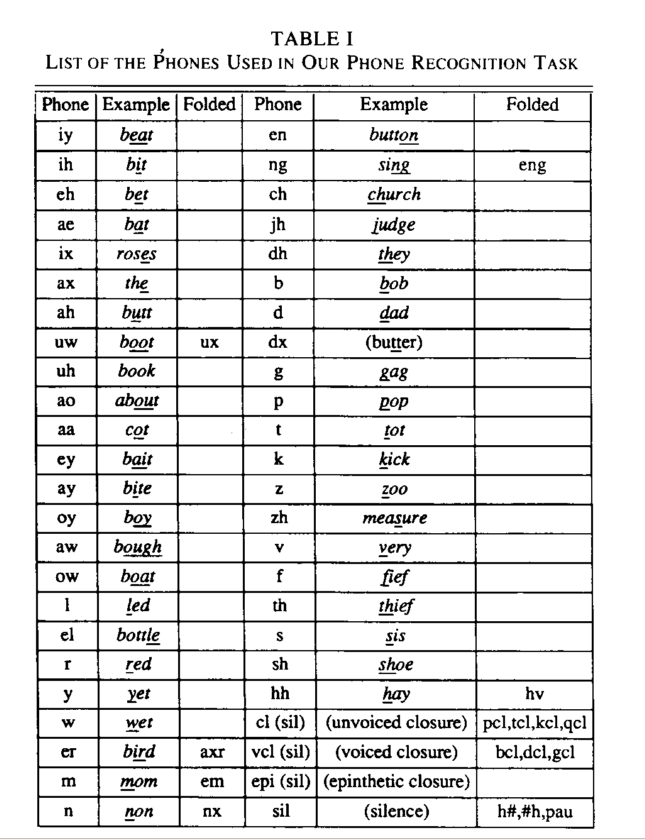 TABLE I
LIST OF THE PHONES USED IN OUR PHONE RECOGNITION TASK
Phone Example Folded Phone Example Folded
iy beat en button
ih bit ng sing eng
eh bet ch church
ae bat jh judge
ix roses dh they
ax the b bob
ah butt d dad
uw boot ux dx (butter)
uh book g gag
ao about p pop
aa cot t tot
ey bait k kick
ay bite z zoo
oy boy zh measure
aw bough v very
ow boat f fief
l led th thief
el bottle s sis
r red sh shoe
y yet hh hay hv
w wet cl (sil) (unvoiced closure) pcl,tcl,kcl,qcl
er bird axr vcl (sil) (voiced closure) bcl,dcl,gcl
m mom em epi (sil) (epinthetic closure)
n non nx sil (silence) h#,#h,pau